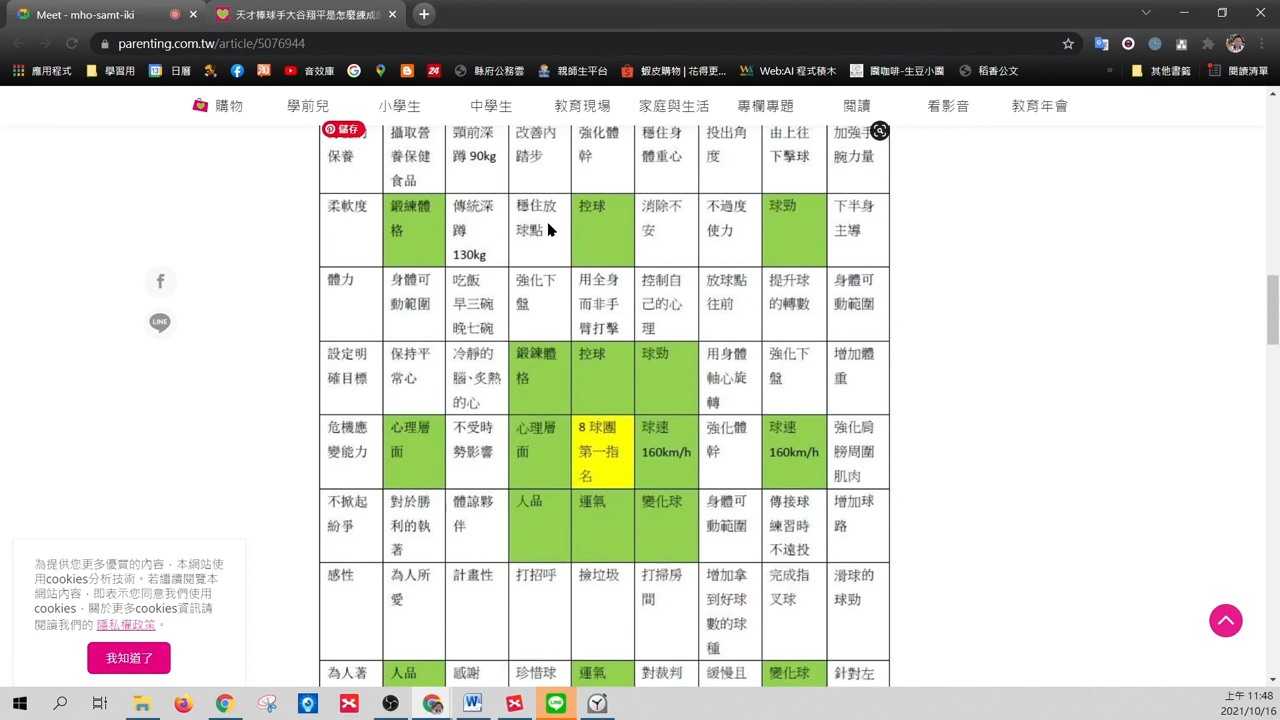 Meet - mho-samt-iki
天才棒球手大谷翔平是怎麼練成的
parenting.com.tw/article/5076944
應用程式
學習用
日曆
音效庫
縣府公務雲
親師生平台
蝦皮購物 | 花得更...
Web:AI 程式積木
國咖啡-生豆小圃
稻香公文
其他書籤
閱讀清單
購物 學前兒 小學生 中學生 教育現場 家庭與生活 專欄專題 閱讀 看影音 教育年會
儲存
保養
攝取營
養保健
食品
頸前深
蹲 90kg
改善內
踏步
強化體
幹
穩住身
體重心
投出角
度
由上往
下擊球
加強手
腕力量
柔軟度
鍛練體
格
傳統深
蹲
130kg
穩住放
球點
控球
消除不
安
不過度
使力
球勁
下半身
主導
體力
身體可
動範圍
吃飯
早三碗
晚七碗
強化下
盤
用全身
而非手
臂打擊
控制自
己的心
理
放球點
往前
提升球
的轉數
身體可
動範圍
設定明
確目標
保持平
常心
冷靜的
腦、炙熱
的心
鍛鍊體
格
控球
球勁
用身體
軸心旋
轉
強化下
盤
增加體
重
危機應
變能力
心理層
面
不受時
勢影響
心理層
面
8 球團
第一指
名
球速
160km/h
強化體
幹
球速
160km/h
強化肩
膀周圍
肌肉
不掀起
紛爭
對於勝
利的執
著
體諒夥
伴
人品
運氣
變化球
身體可
動範圍
傳接球
練習時
不遠投
增加球
路
感性
為人所
愛
計畫性
打招呼
撿垃圾
打掃房
間
增加拿
到好球
數的球
種
完成指
叉球
滑球的
球勁
為人著
人品
感謝
珍惜球
運氣
對裁判
緩慢且
變化球
針對左
LINE
為提供您更多優質的內容，本網站使
用cookies分析技術。若繼續閱覽本
網站內容，即表示您同意我們使用
cookies，關於更多cookies資訊請
閱讀我們的 隱私權政策。
我知道了
上午 11:48
2021/10/16